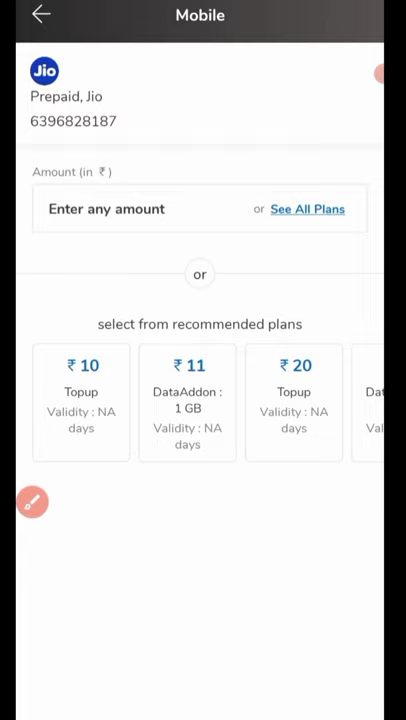 Mobile
Jio
Prepaid, Jio
6396828187
Amount (in ₹ )
Enter any amount or See All Plans
or
select from recommended plans
₹ 10
Topup
Validity : NA
days
₹ 11
DataAddon :
1 GB
Validity : NA
days
₹ 20
Topup
Validity : NA
days